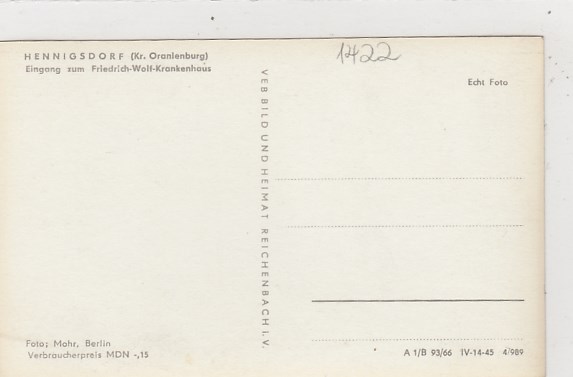 HENNIGSDORF (Kr. Oranienburg)
Eingang zum Friedrich-Wolf-Krankenhaus
1422
Echt Foto
VEB BILD UND HEIMAT REICHENBACH I. V.
Foto: Mohr, Berlin
Verbraucherpreis MDN -,15
A 1/B 93/66 IV-14-45 4/989